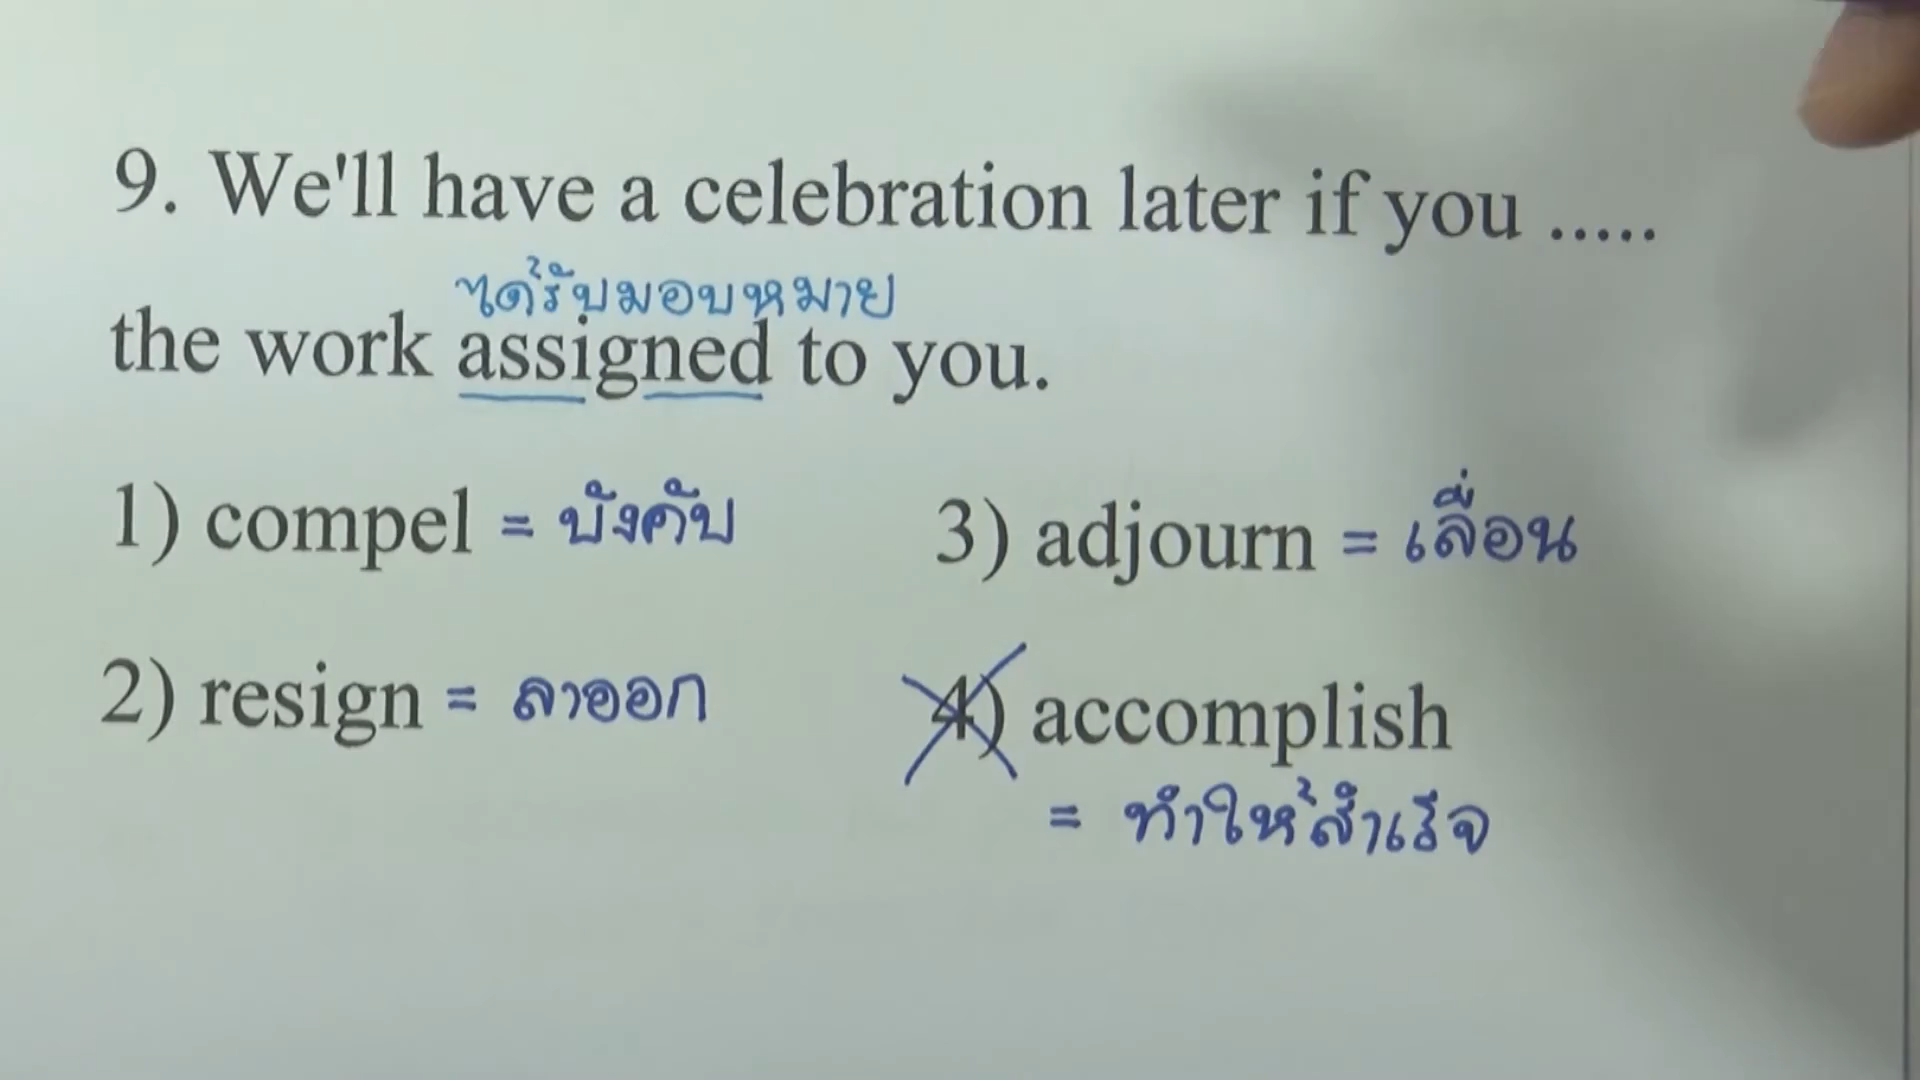 9. We'll have a celebration later if you .....
ได้รับมอบหมาย
the work assigned to you.
1) compel = บังคับ
3) adjourn = เลื่อน
2) resign = ลาออก
4) accomplish
= ทำให้สำเร็จ